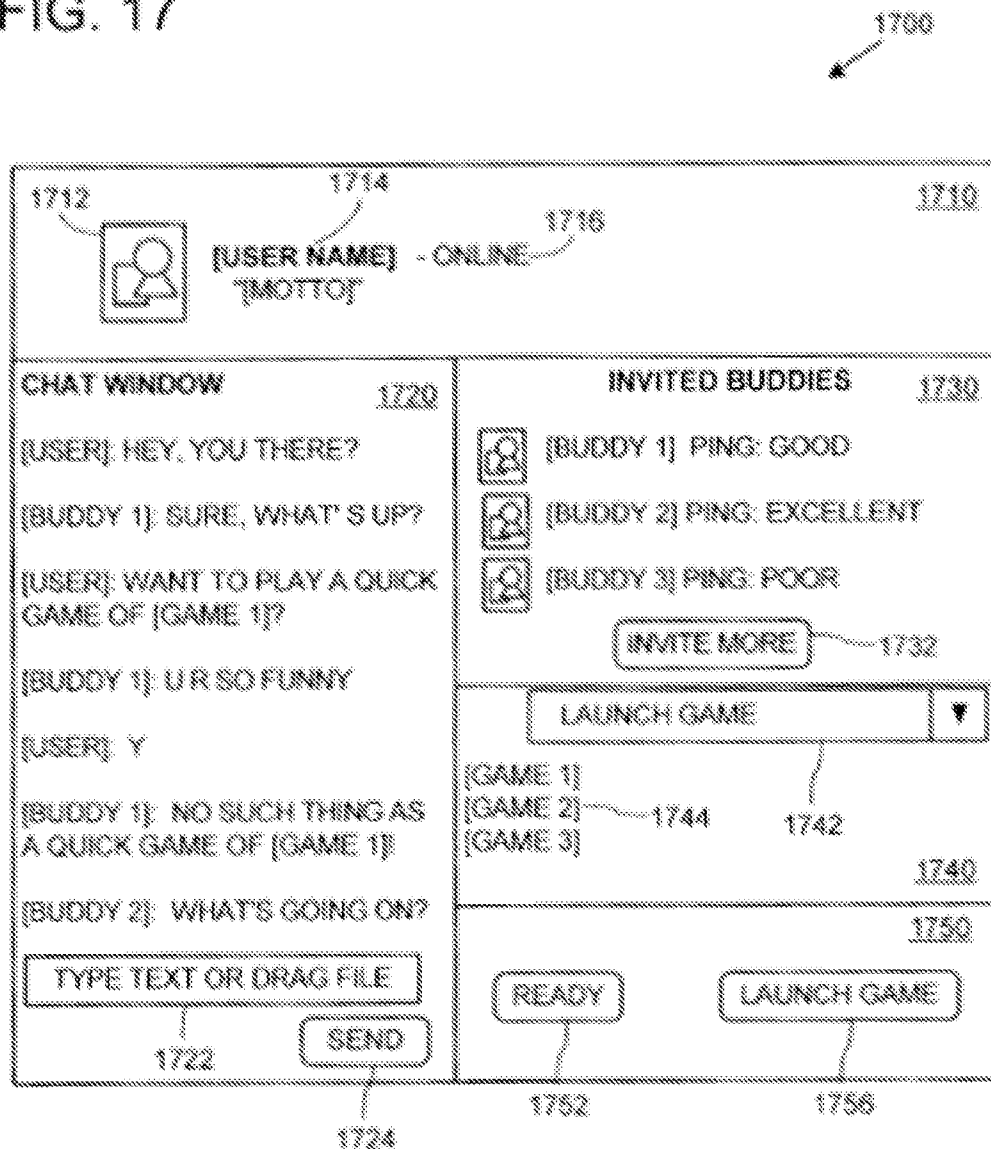 FIG. 17
1700
1712
1714
1716
1710
[USER NAME] - ONLINE
"[MOTTO]"
CHAT WINDOW
1720
[USER]: HEY, YOU THERE?
[BUDDY 1]: SURE, WHAT' S UP?
[USER]: WANT TO PLAY A QUICK
GAME OF [GAME 1]?
[BUDDY 1]: U R SO FUNNY
[USER]: Y
[BUDDY 1]: NO SUCH THING AS
A QUICK GAME OF [GAME 1]!
[BUDDY 2]: WHAT'S GOING ON?
TYPE TEXT OR DRAG FILE
1722
SEND
1724
INVITED BUDDIES
1730
[BUDDY 1] PING: GOOD
[BUDDY 2] PING: EXCELLENT
[BUDDY 3] PING: POOR
INVITE MORE
1732
LAUNCH GAME
▼
[GAME 1]
[GAME 2]
[GAME 3]
1744
1742
1740
1750
READY
LAUNCH GAME
1752
1756